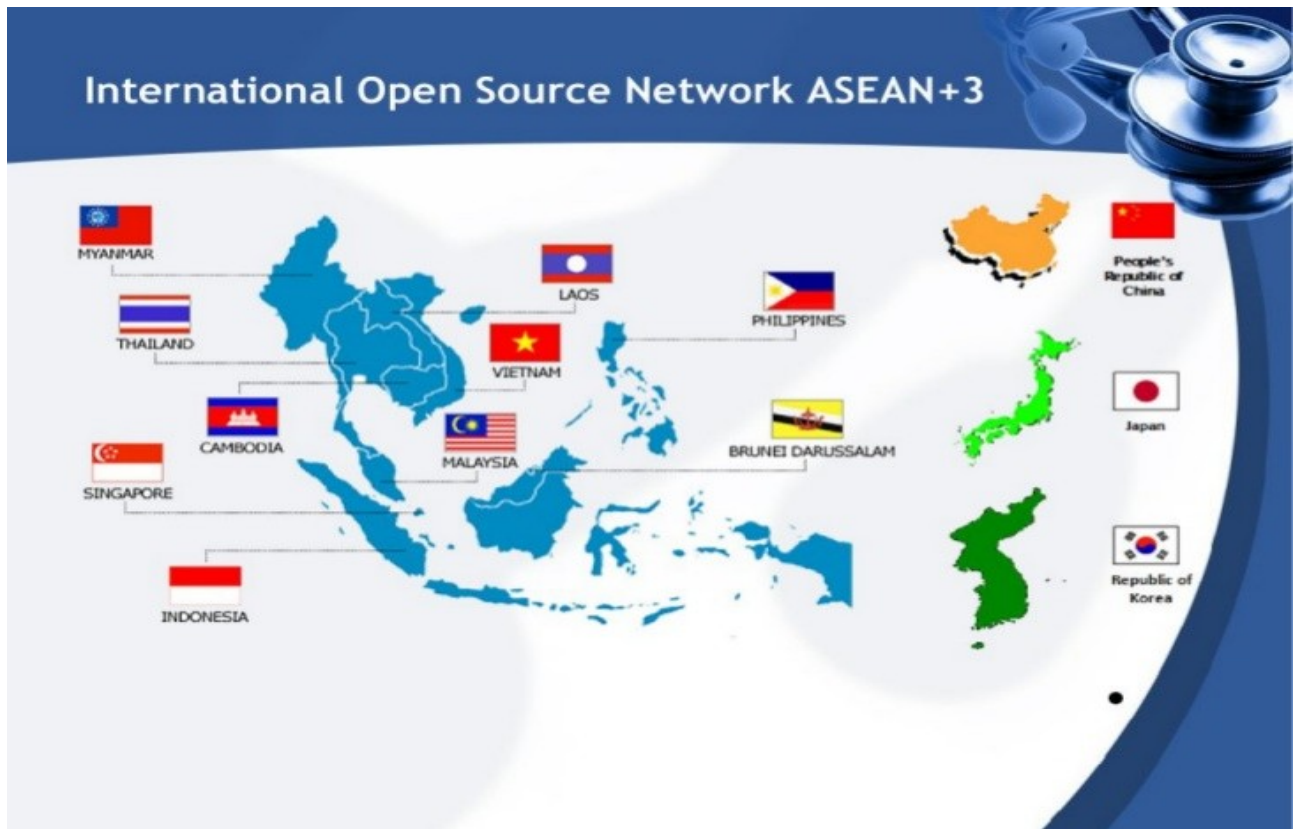 International Open Source Network ASEAN+3
MYANMAR
LAOS
THAILAND
VIETNAM
PHILIPPINES
CAMBODIA
MALAYSIA
BRUNEI DARUSSALAM
SINGAPORE
INDONESIA
People's
Republic of
China
Japan
Republic of
Korea